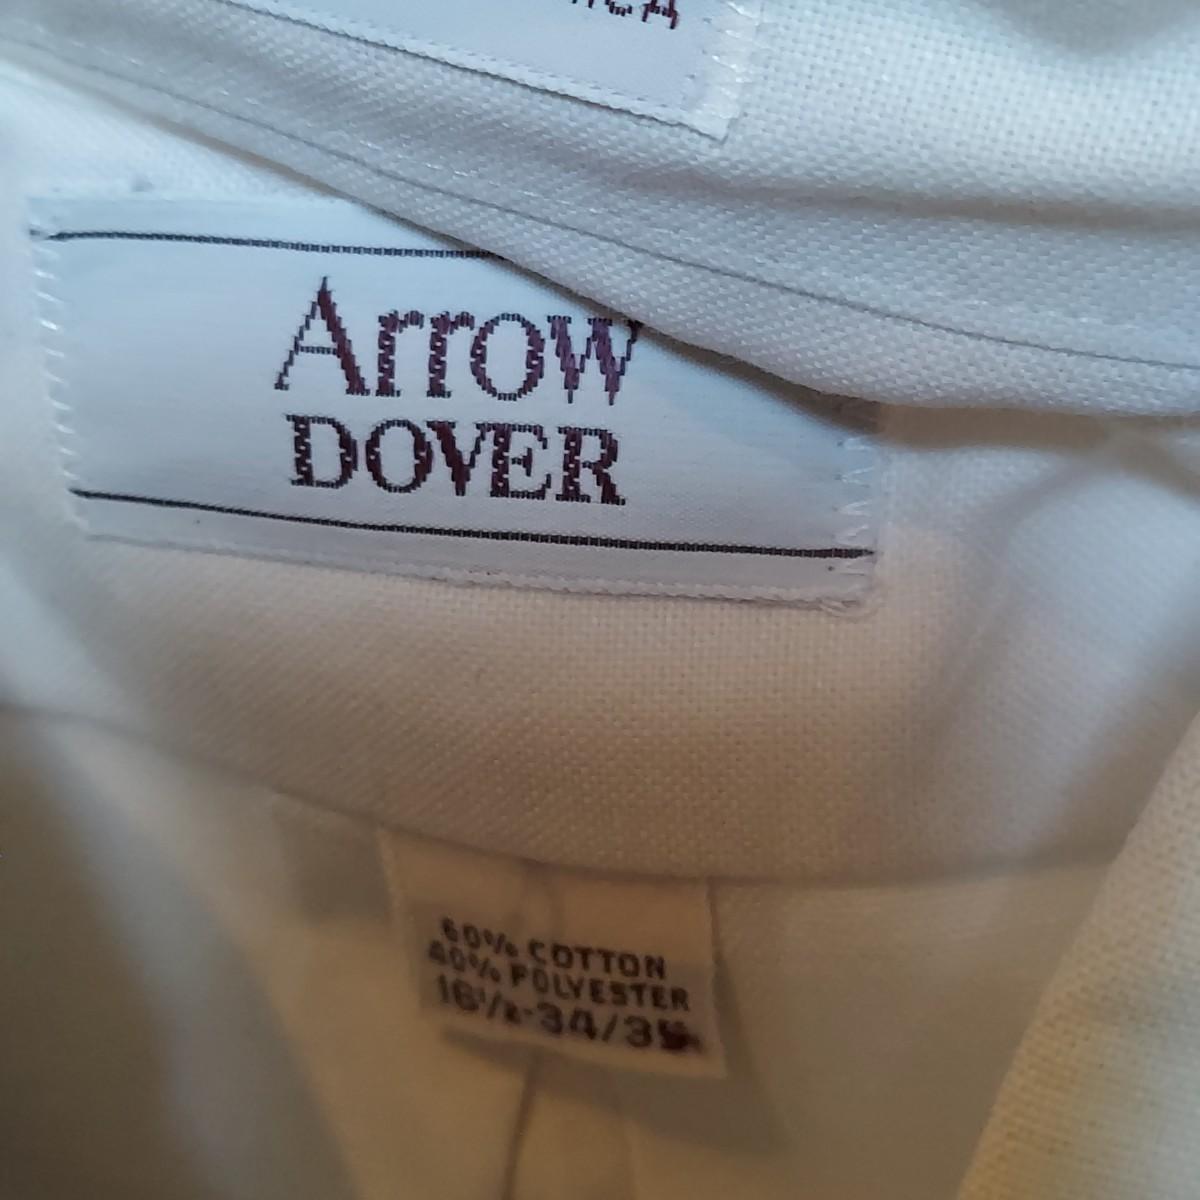 Arrow
DOVER
60% COTTON
40% POLYESTER
16½-34/35